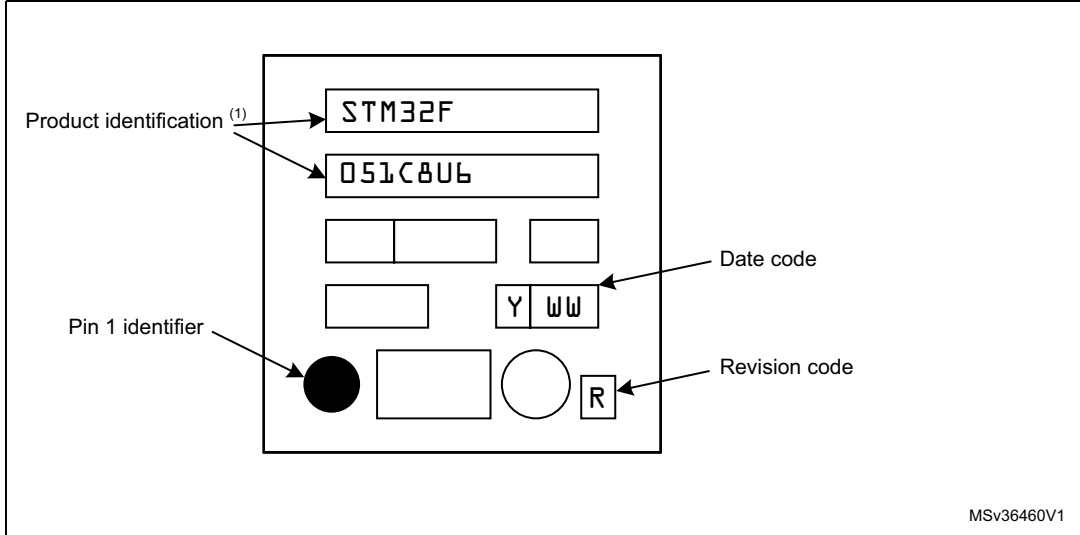 Product identification (1)
STM32F
051C8U6
Date code
Y WW
Pin 1 identifier
Revision code
R
MSv36460V1